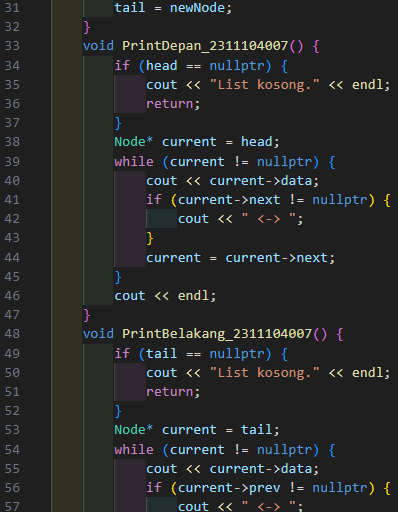 31 tail = newNode;
32 }
33 void PrintDepan_2311104007() {
34 if (head == nullptr) {
35 cout << "List kosong." << endl;
36 return;
37 }
38 Node* current = head;
39 while (current != nullptr) {
40 cout << current->data;
41 if (current->next != nullptr) {
42 cout << " <-> ";
43 }
44 current = current->next;
45 }
46 cout << endl;
47 }
48 void PrintBelakang_2311104007() {
49 if (tail == nullptr) {
50 cout << "List kosong." << endl;
51 return;
52 }
53 Node* current = tail;
54 while (current != nullptr) {
55 cout << current->data;
56 if (current->prev != nullptr) {
57 cout << " <-> ";